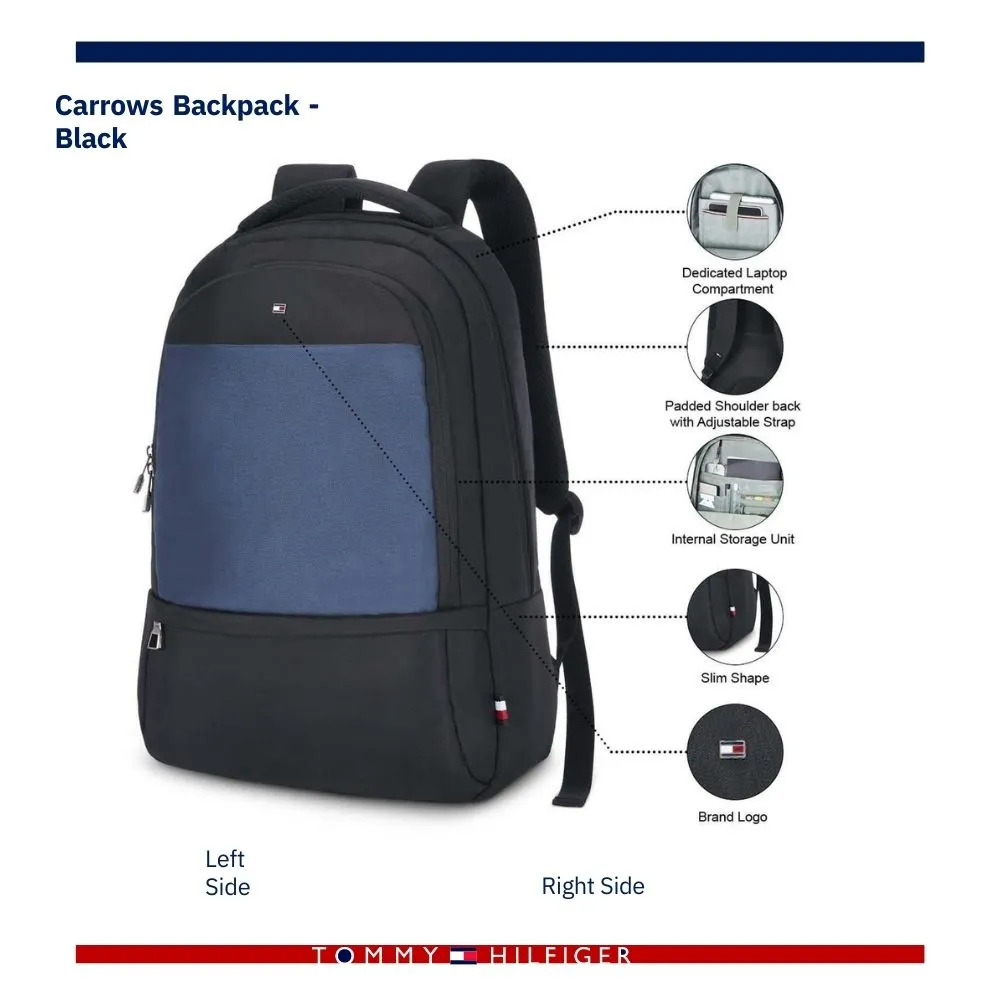 Carrows Backpack -
Black
Dedicated Laptop
Compartment
Padded Shoulder back
with Adjustable Strap
Internal Storage Unit
Slim Shape
Brand Logo
Left
Side
Right Side
TOMMY HILFIGER